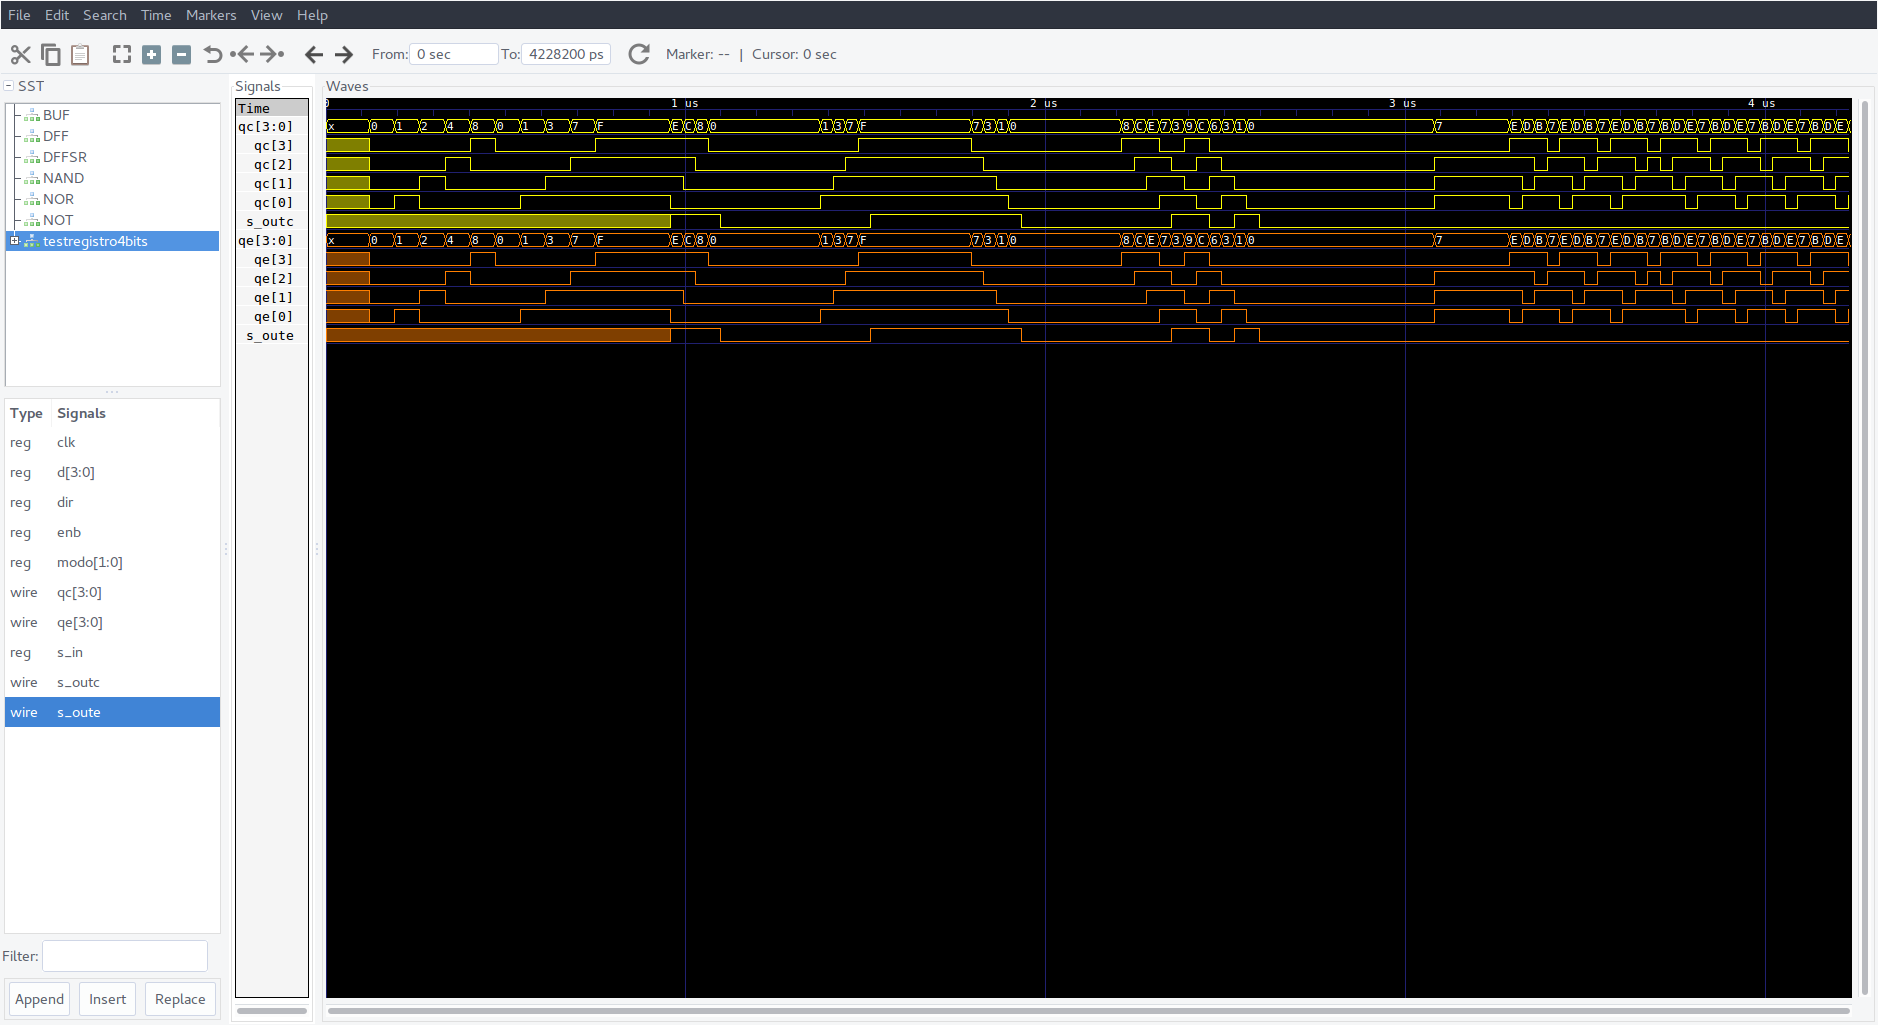 File Edit Search Time Markers View Help
From: 0 sec To: 4228200 ps Marker: -- | Cursor: 0 sec
SST
BUF
DFF
DFFSR
NAND
NOR
NOT
testregistro4bits
Type Signals
reg clk
reg d[3:0]
reg dir
reg enb
reg modo[1:0]
wire qc[3:0]
wire qe[3:0]
reg s_in
wire s_outc
wire s_oute
Filter:
Append Insert Replace
Signals
Time
qc[3:0]
qc[3]
qc[2]
qc[1]
qc[0]
s_outc
qe[3:0]
qe[3]
qe[2]
qe[1]
qe[0]
s_oute
Waves
0 1 us 2 us 3 us 4 us
x 0 1 2 4 8 0 1 3 7 F E C 8 0 1 3 7 F 7 3 1 0 8 C E 7 3 9 C 6 3 1 0 7 E D B 7 E D B 7 E D B 7 B D E 7 B D E 7 B D E 7 B D E
x 0 1 2 4 8 0 1 3 7 F E C 8 0 1 3 7 F 7 3 1 0 8 C E 7 3 9 C 6 3 1 0 7 E D B 7 E D B 7 E D B 7 B D E 7 B D E 7 B D E 7 B D E